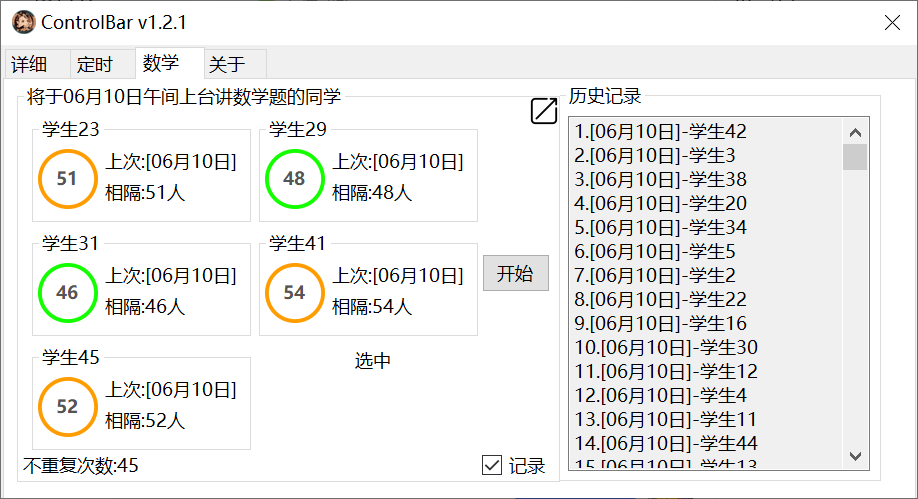 ControlBar v1.2.1
详细 定时 数学 关于
将于06月10日午间上台讲数学题的同学
学生23
51
上次:[06月10日]
相隔:51人
学生29
48
上次:[06月10日]
相隔:48人
学生31
46
上次:[06月10日]
相隔:46人
学生41
54
上次:[06月10日]
相隔:54人
开始
学生45
52
上次:[06月10日]
相隔:52人
选中
不重复次数:45
记录
历史记录
1.[06月10日]-学生42
2.[06月10日]-学生3
3.[06月10日]-学生38
4.[06月10日]-学生20
5.[06月10日]-学生34
6.[06月10日]-学生5
7.[06月10日]-学生2
8.[06月10日]-学生22
9.[06月10日]-学生16
10.[06月10日]-学生30
11.[06月10日]-学生12
12.[06月10日]-学生4
13.[06月10日]-学生11
14.[06月10日]-学生44
15.[06月10日]-学生13